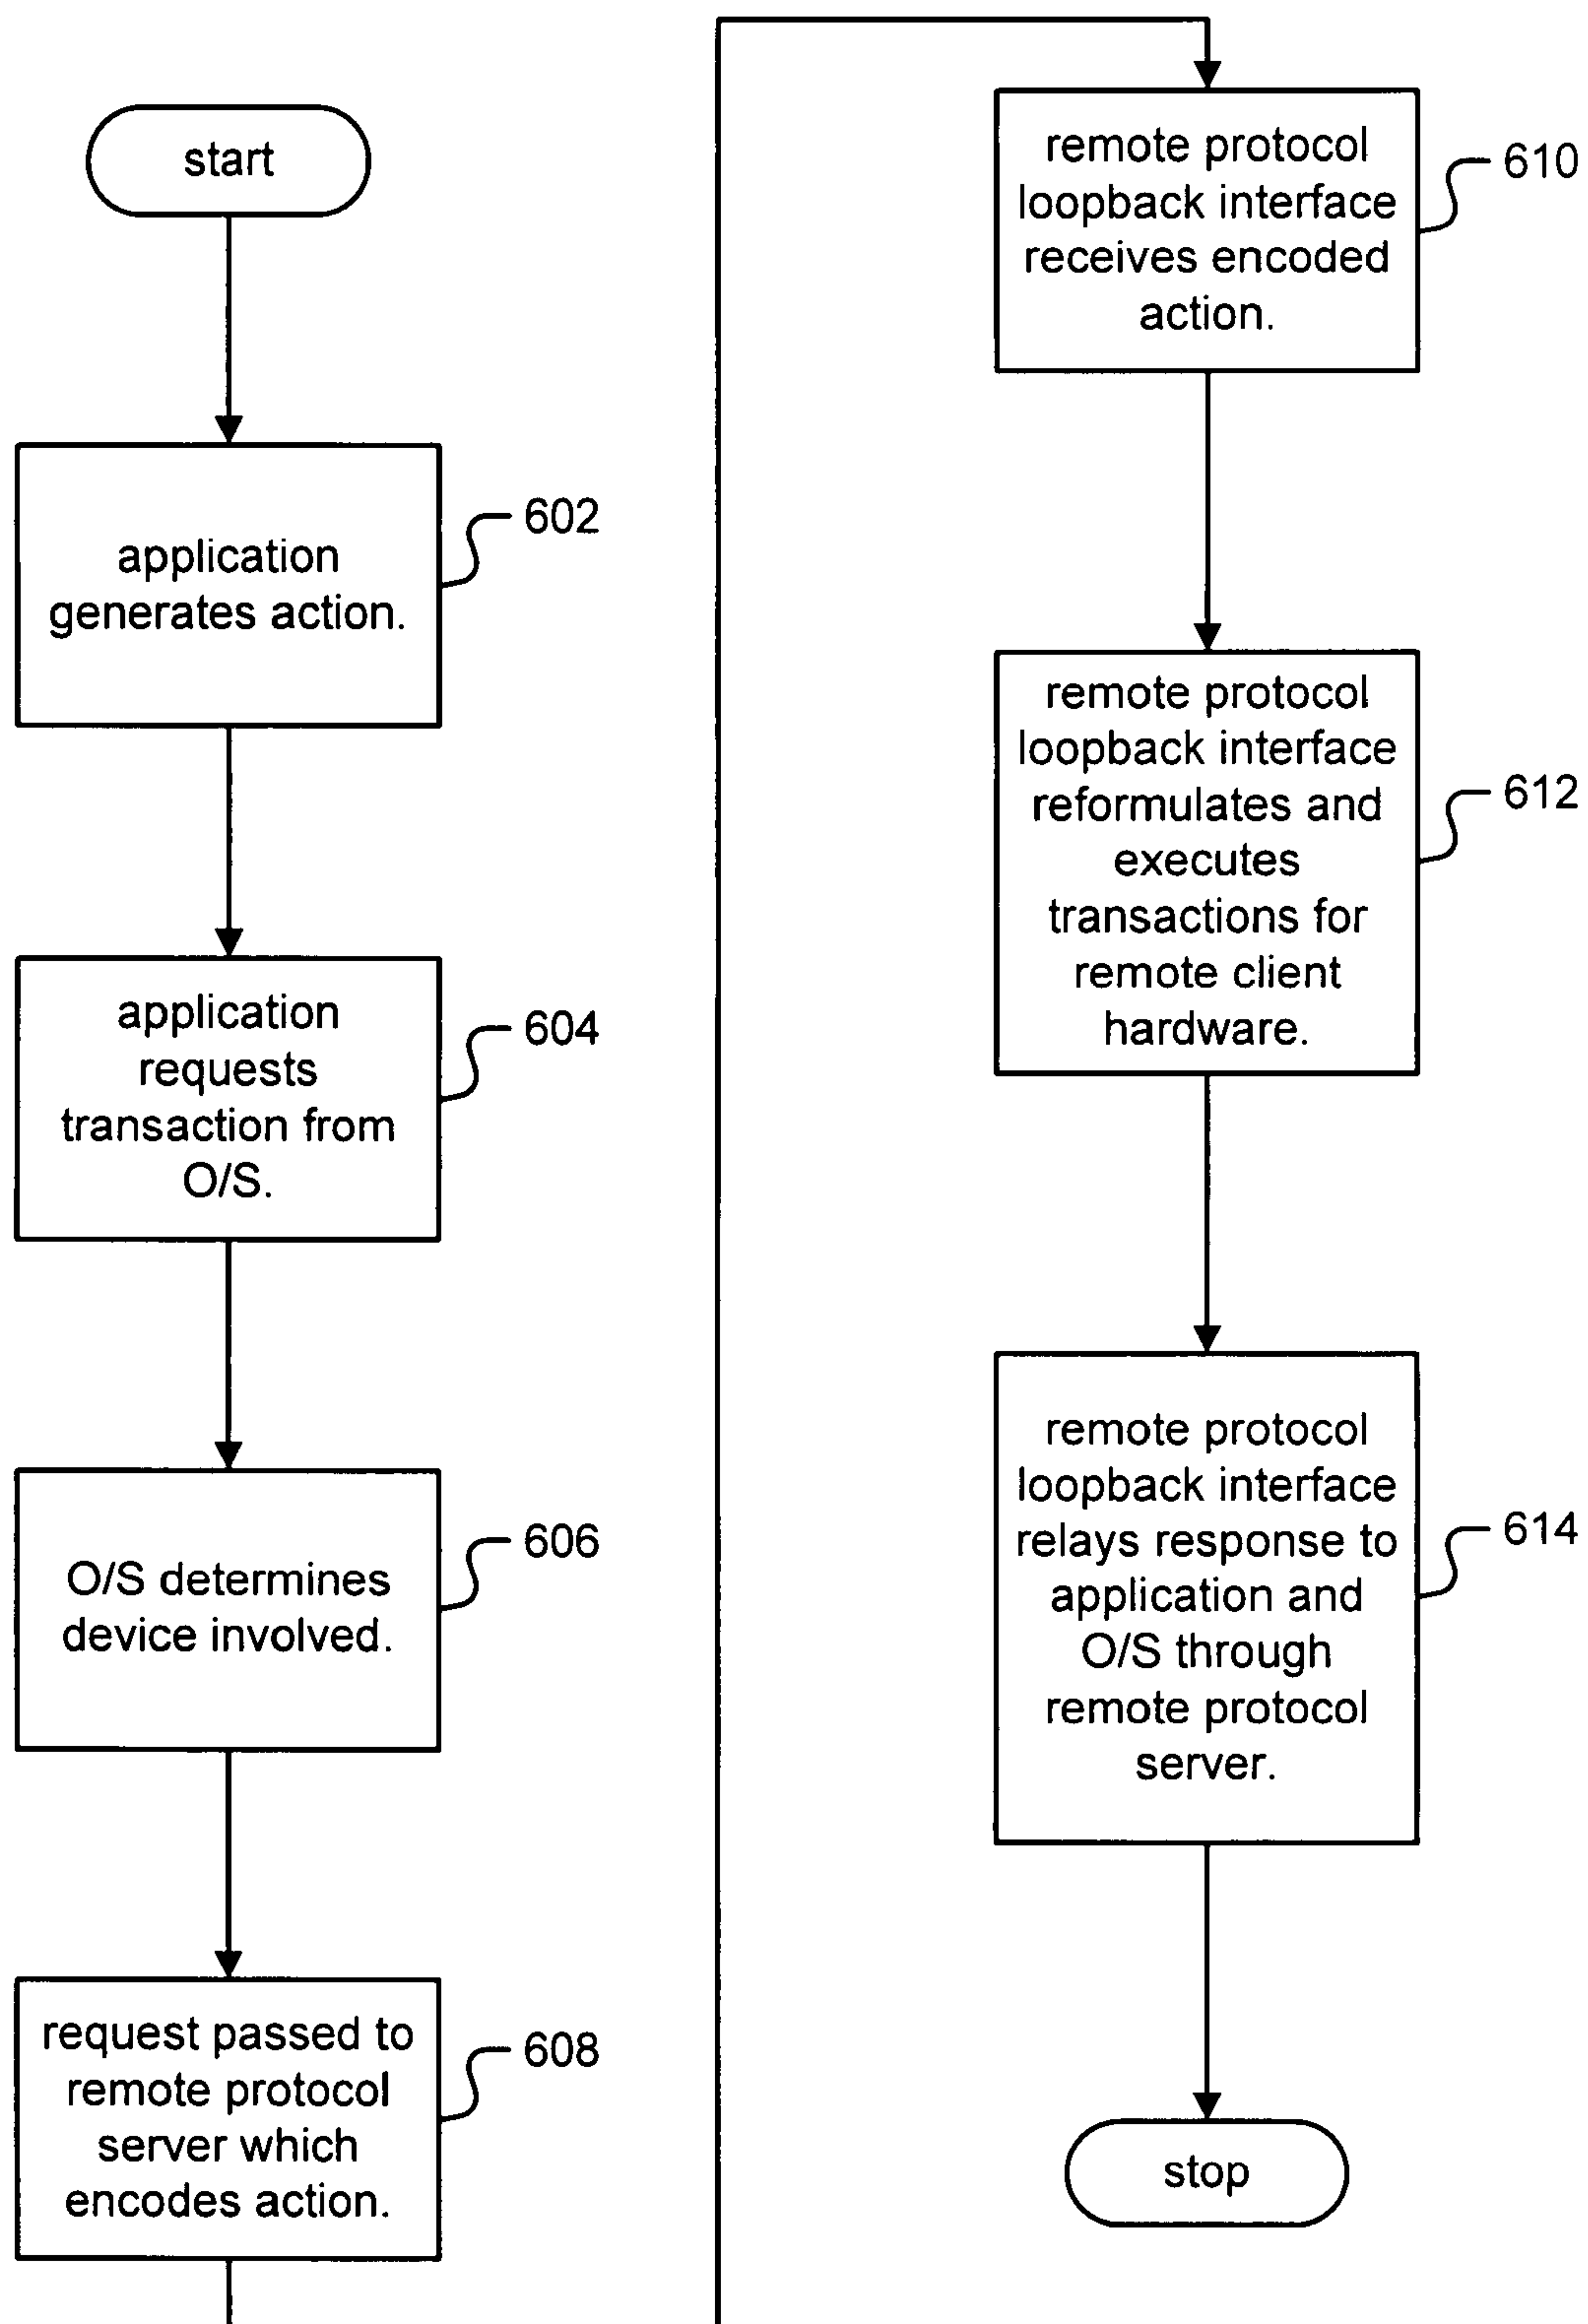 start
application
generates action.
602
application
requests
transaction from
O/S.
604
O/S determines
device involved.
606
request passed to
remote protocol
server which
encodes action.
608
remote protocol
loopback interface
receives encoded
action.
610
remote protocol
loopback interface
reformulates and
executes
transactions for
remote client
hardware.
612
remote protocol
loopback interface
relays response to
application and
O/S through
remote protocol
server.
614
stop